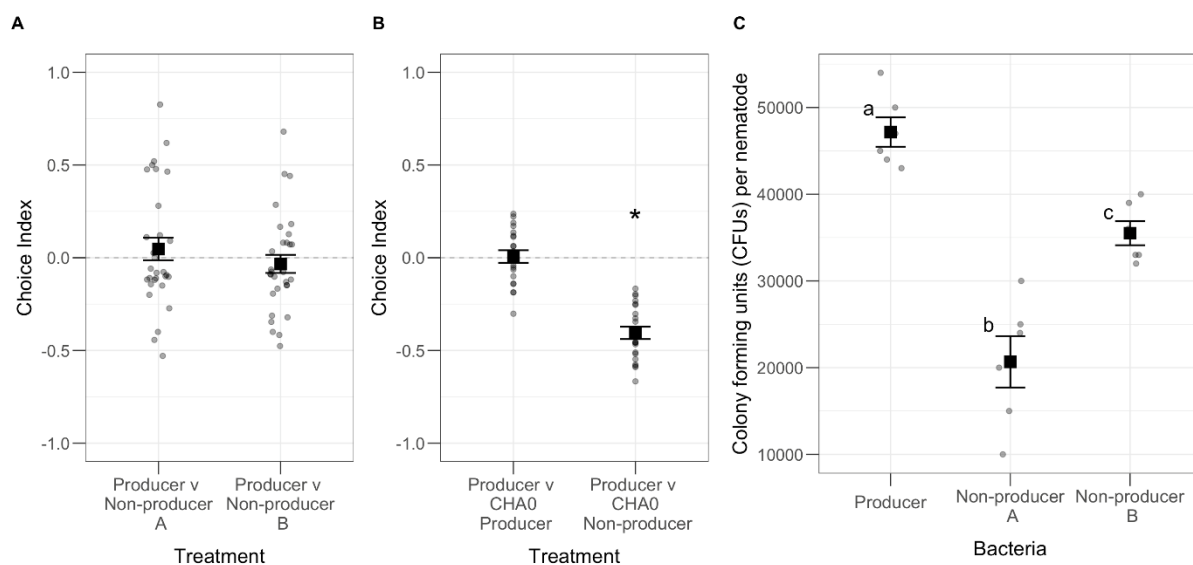 A
Choice Index
1.0
0.5
0.0
-0.5
-1.0
Producer v
Non-producer
A
Producer v
Non-producer
B
Treatment
B
Choice Index
1.0
0.5
0.0
-0.5
-1.0
*
Producer v
CHA0
Producer
Producer v
CHA0
Non-producer
Treatment
C
Colony forming units (CFUs) per nematode
50000
40000
30000
20000
10000
a
b
c
Producer
Non-producer
A
Non-producer
B
Bacteria